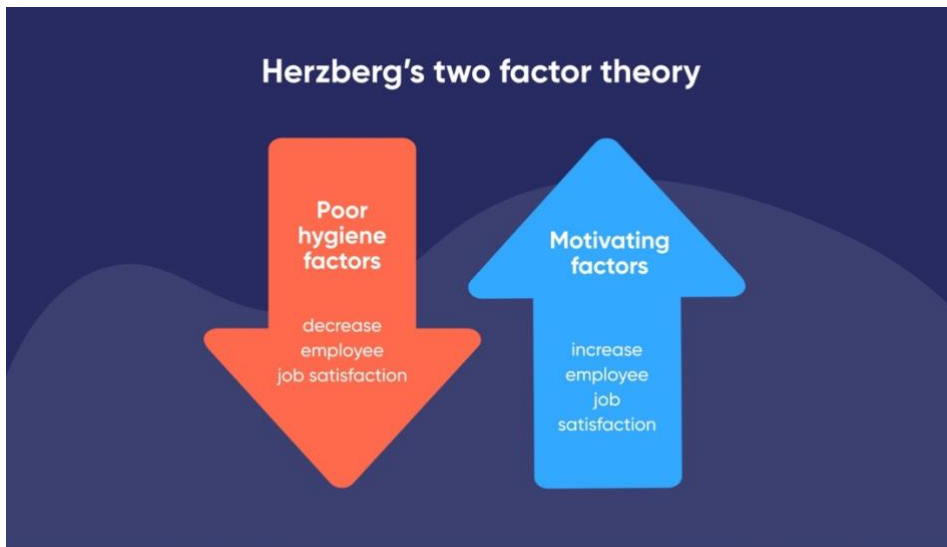 Herzberg's two factor theory
Poor
hygiene
factors
decrease
employee
job satisfaction
Motivating
factors
increase
employee
job
satisfaction